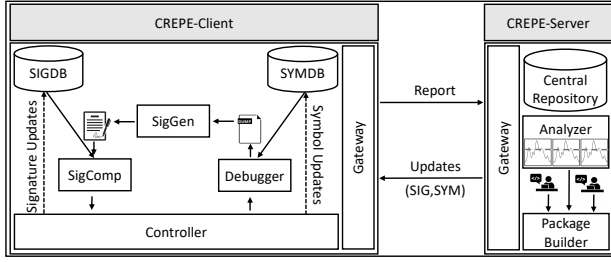 CREPE-Client
CREPE-Server
SIGDB
SYMDB
Central
Repository
Signature Updates
SigGen
Symbol Updates
Gateway
Report
Gateway
Analyzer
SigComp
Debugger
Updates
(SIG,SYM)
Controller
Package
Builder